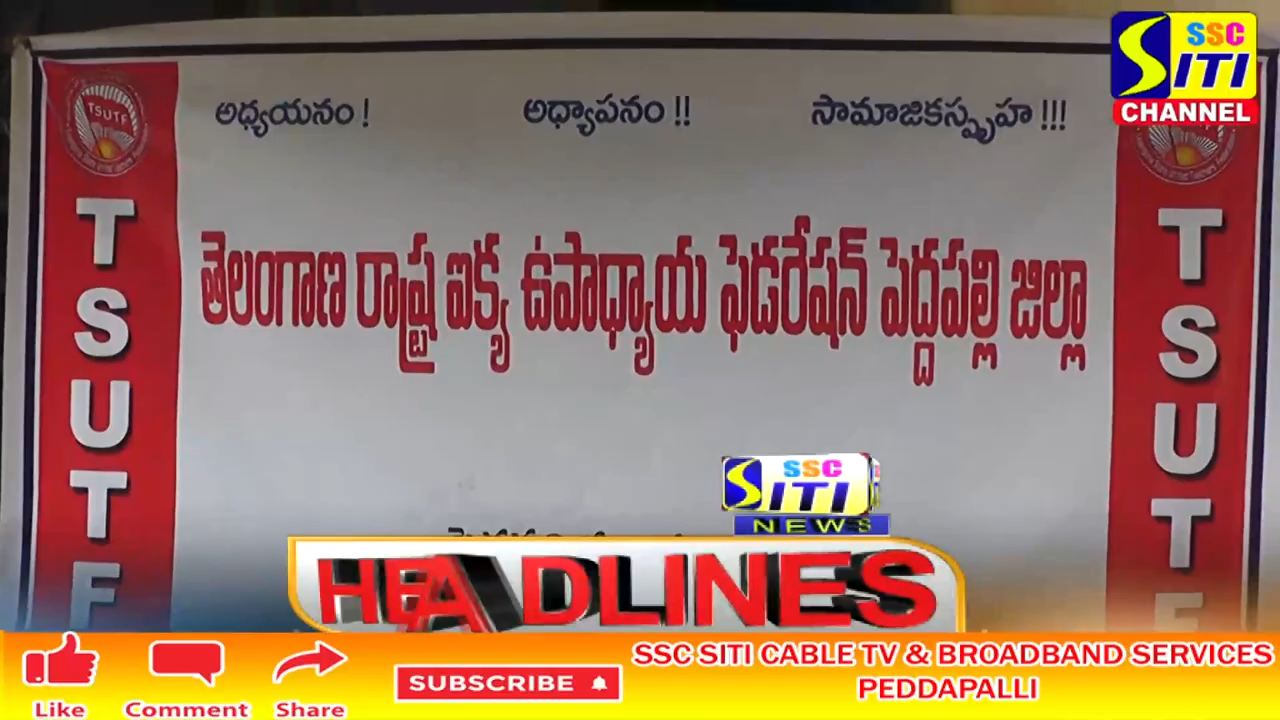 SSC
SITI
CHANNEL
అధ్యయనం ! అధ్యాపనం !! సామాజికస్పృహ !!!
TSUTF
తెలంగాణ రాష్ట్ర ఐక్య ఉపాధ్యాయ ఫెడరేషన్ పెద్దపల్లి జిల్లా
TSUTF
TSUTF
SSC
SITI
NEWS
HEADLINES
Like Comment Share
SUBSCRIBE
SSC SITI CABLE TV & BROADBAND SERVICES
PEDDAPALLI